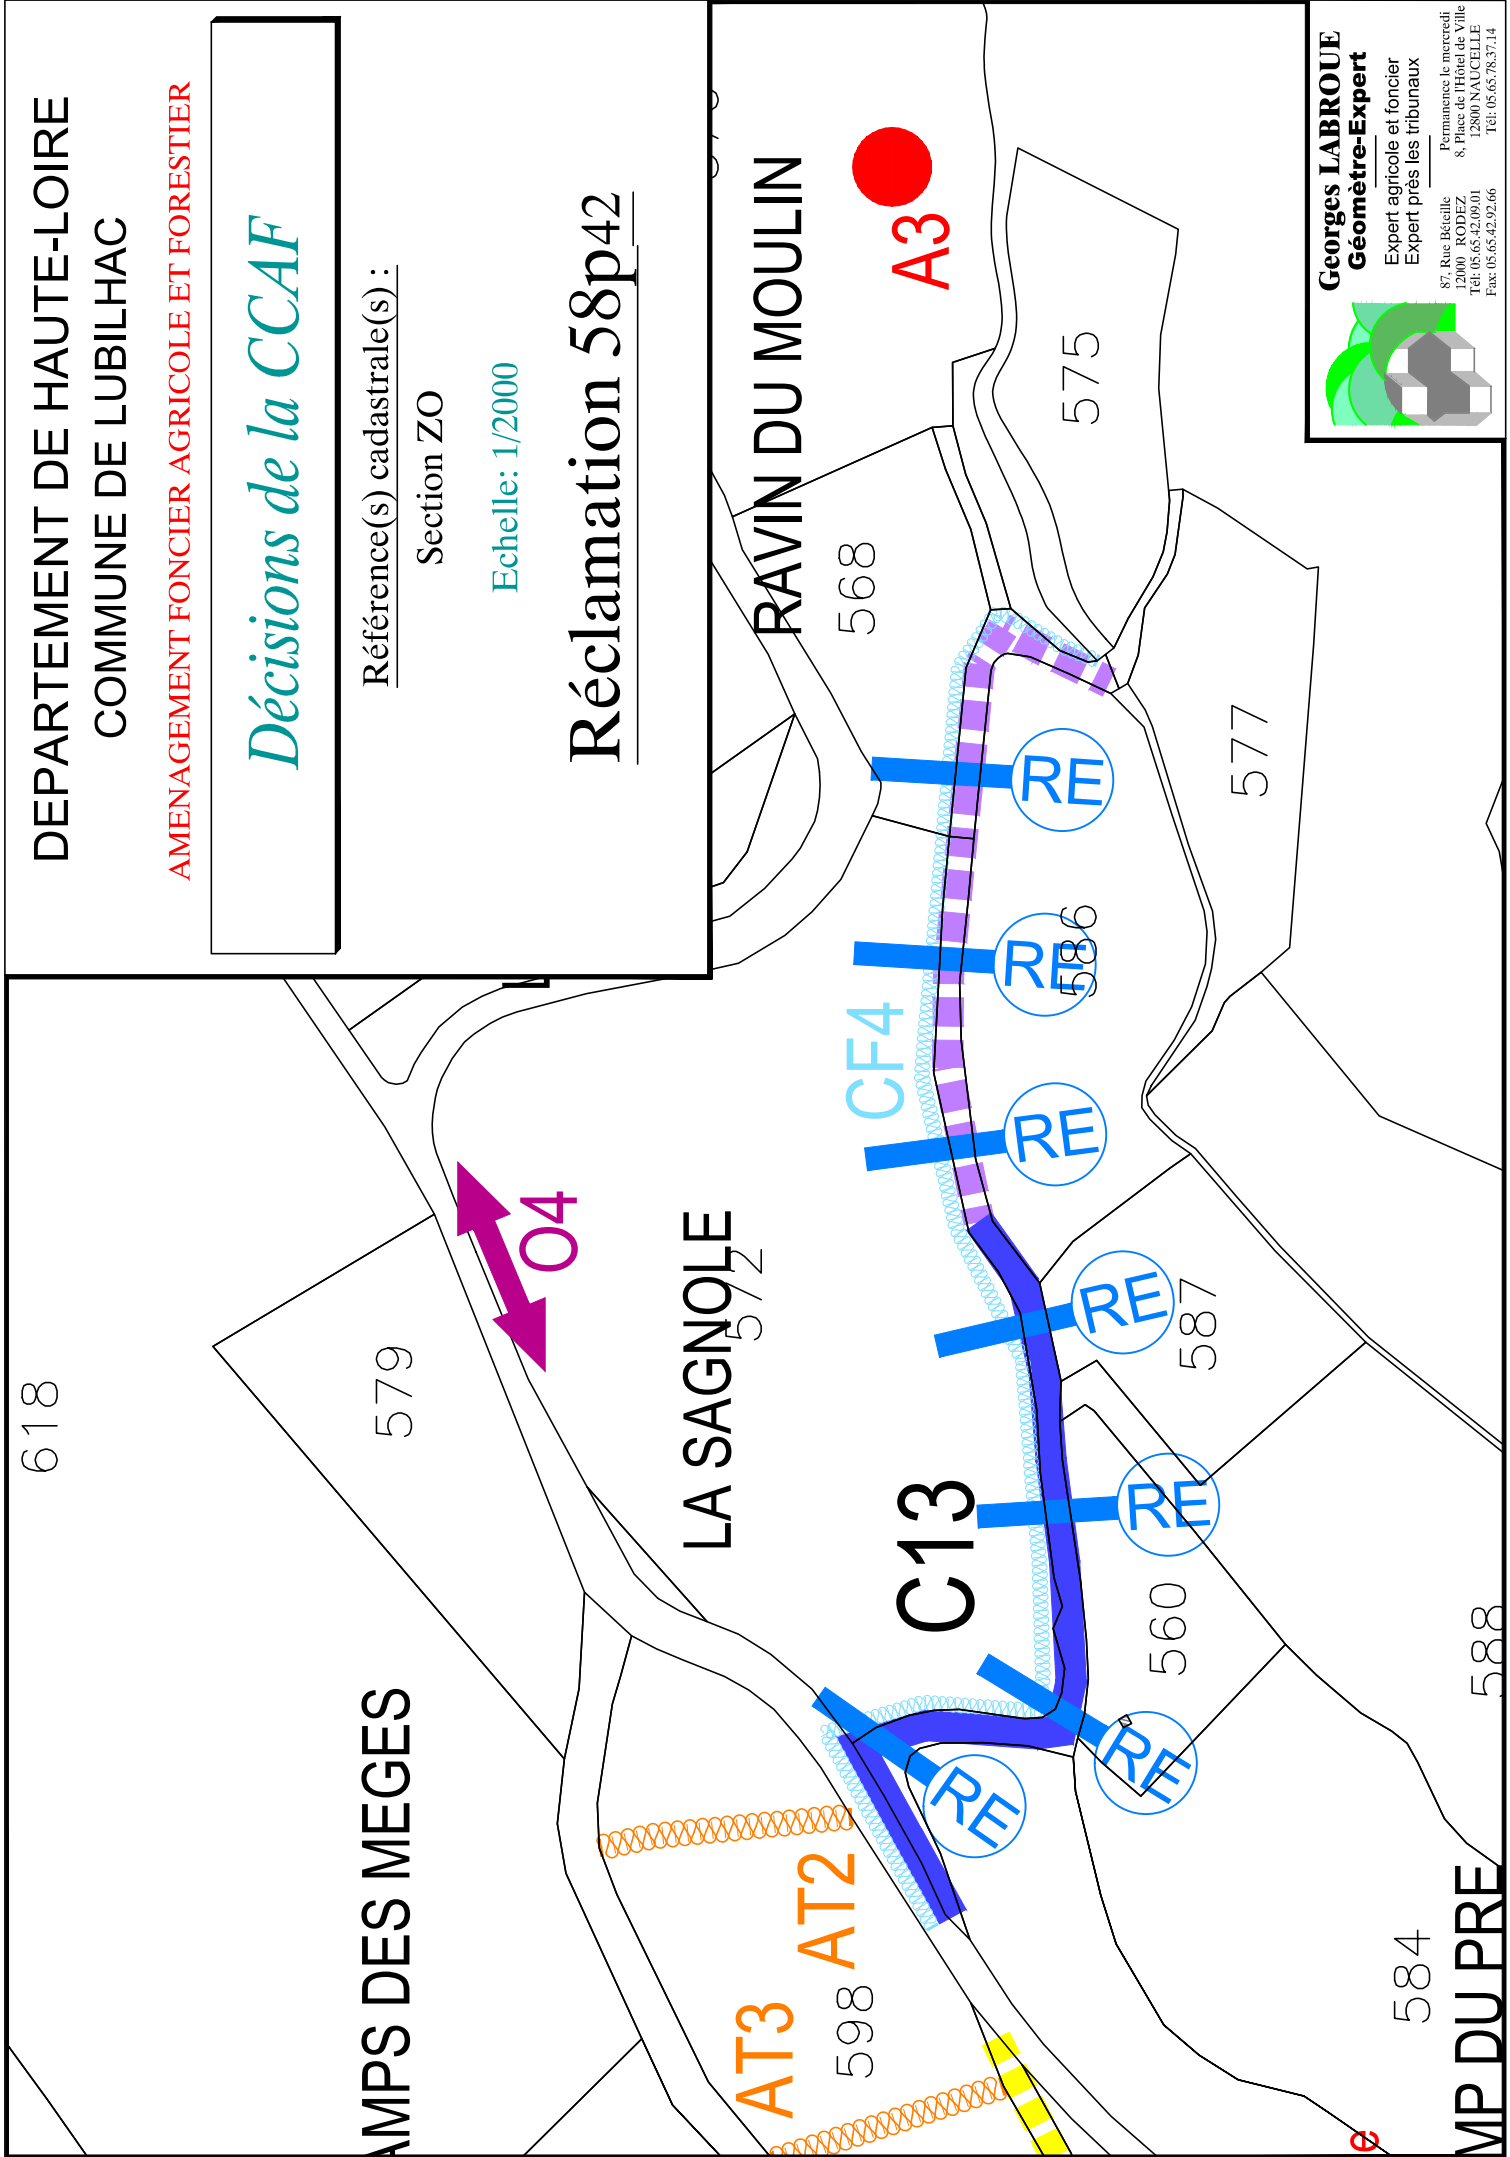 DEPARTEMENT DE HAUTE-LOIRE
COMMUNE DE LUBILHAC
AMENAGEMENT FONCIER AGRICOLE ET FORESTIER
Décisions de la CCAF
Référence(s) cadastrale(s) :
Section ZO
Echelle: 1/2000
Réclamation 58p42
Georges LABROUE
Géomètre-Expert
Expert agricole et foncier
Expert près les tribunaux
87, Rue Béteille
12000 RODEZ
Tél: 05.65.42.09.01
Fax: 05.65.42.92.66
Permanence le mercredi
8, Place de l'Hôtel de Ville
12800 NAUCELLE
Tél: 05.65.78.37.14
RAVIN DU MOULIN
A3
575
568
577
RE
RE
586
CF4
RE
O4
LA SAGNOLE
572
RE
587
579
618
C13
RE
560
588
RE
RE
AMPS DES MEGES
AT2
AT3
598
584
MP DU PRE
e